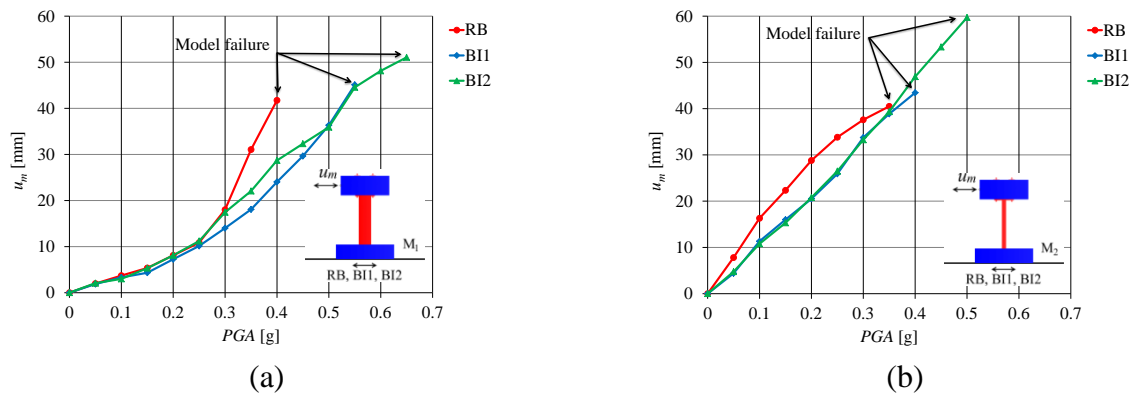 60
50
40
30
20
10
0
u_m [mm]
Model failure
RB
BI1
BI2
u_m
M₁
RB, BI1, BI2
0 0.1 0.2 0.3 0.4 0.5 0.6 0.7
PGA [g]
(a)
60
50
40
30
20
10
0
u_m [mm]
Model failure
RB
BI1
BI2
u_m
M₂
RB, BI1, BI2
0 0.1 0.2 0.3 0.4 0.5 0.6 0.7
PGA [g]
(b)